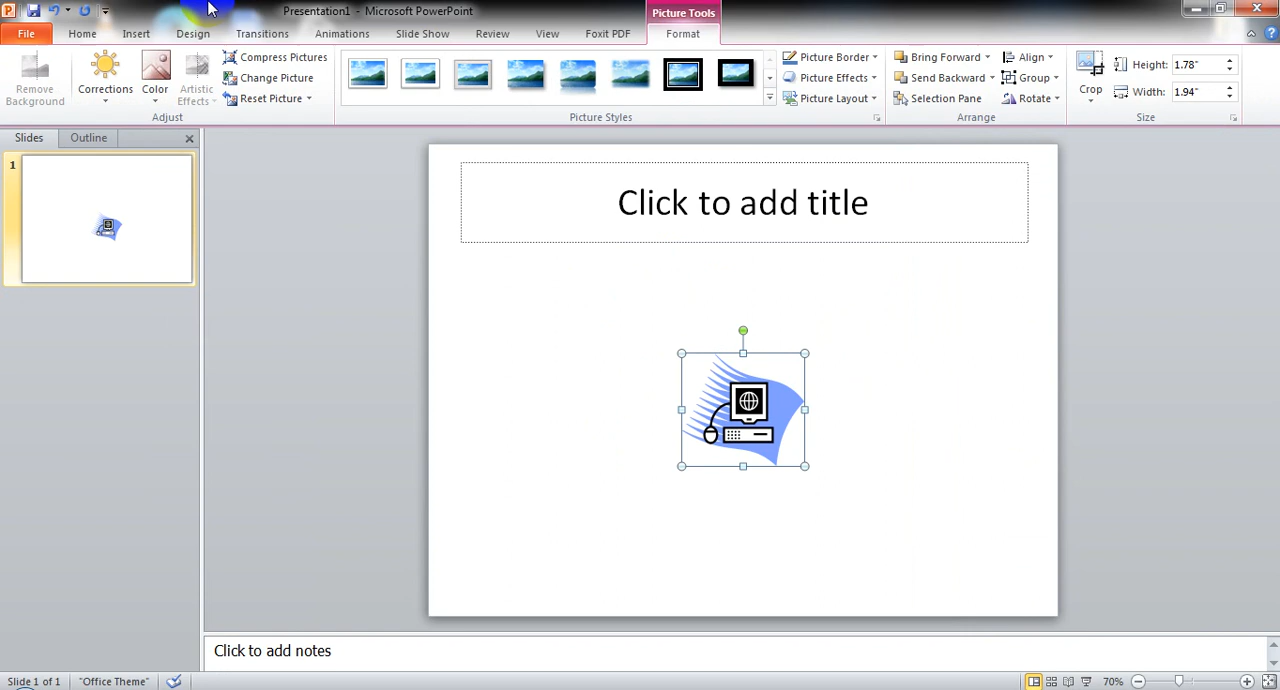 P Presentation1 - Microsoft PowerPoint Picture Tools
File Home Insert Design Transitions Animations Slide Show Review View Foxit PDF Format
Remove Background
Corrections
Color
Artistic Effects
Compress Pictures
Change Picture
Reset Picture
Adjust
Picture Styles
Picture Border
Picture Effects
Picture Layout
Bring Forward
Send Backward
Selection Pane
Align
Group
Rotate
Arrange
Crop
Height: 1.78"
Width: 1.94"
Size
Slides Outline
1
Click to add title
Click to add notes
Slide 1 of 1 "Office Theme" 70%